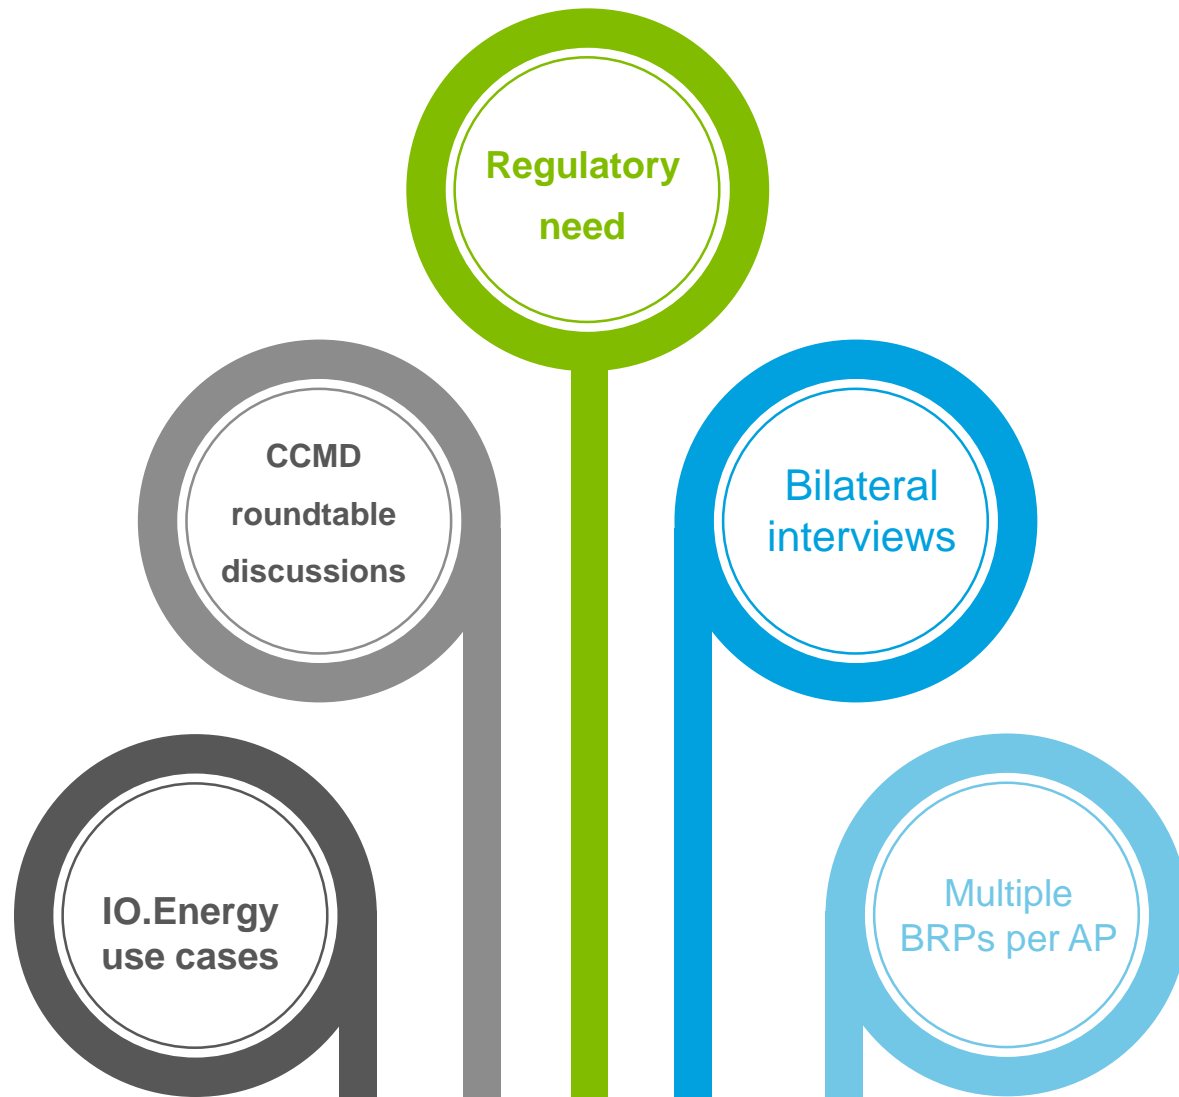 Regulatory
need
CCMD
roundtable
discussions
Bilateral
interviews
IO.Energy
use cases
Multiple
BRPs per AP